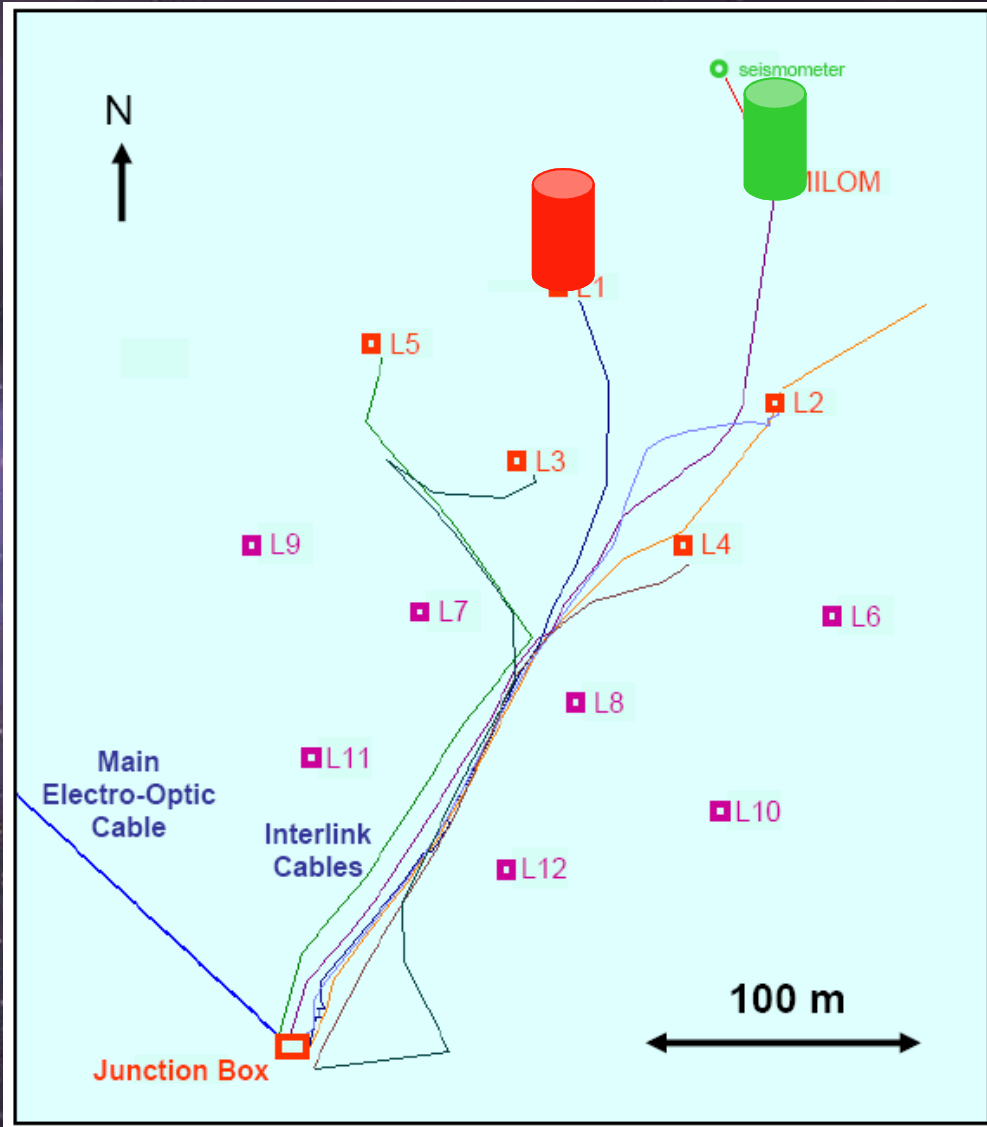 seismometer
N
MILOM
L1
L5
L2
L3
L9
L4
L7
L6
L8
Main
Electro-Optic
Cable
L11
Interlink
Cables
L10
L12
100 m
Junction Box